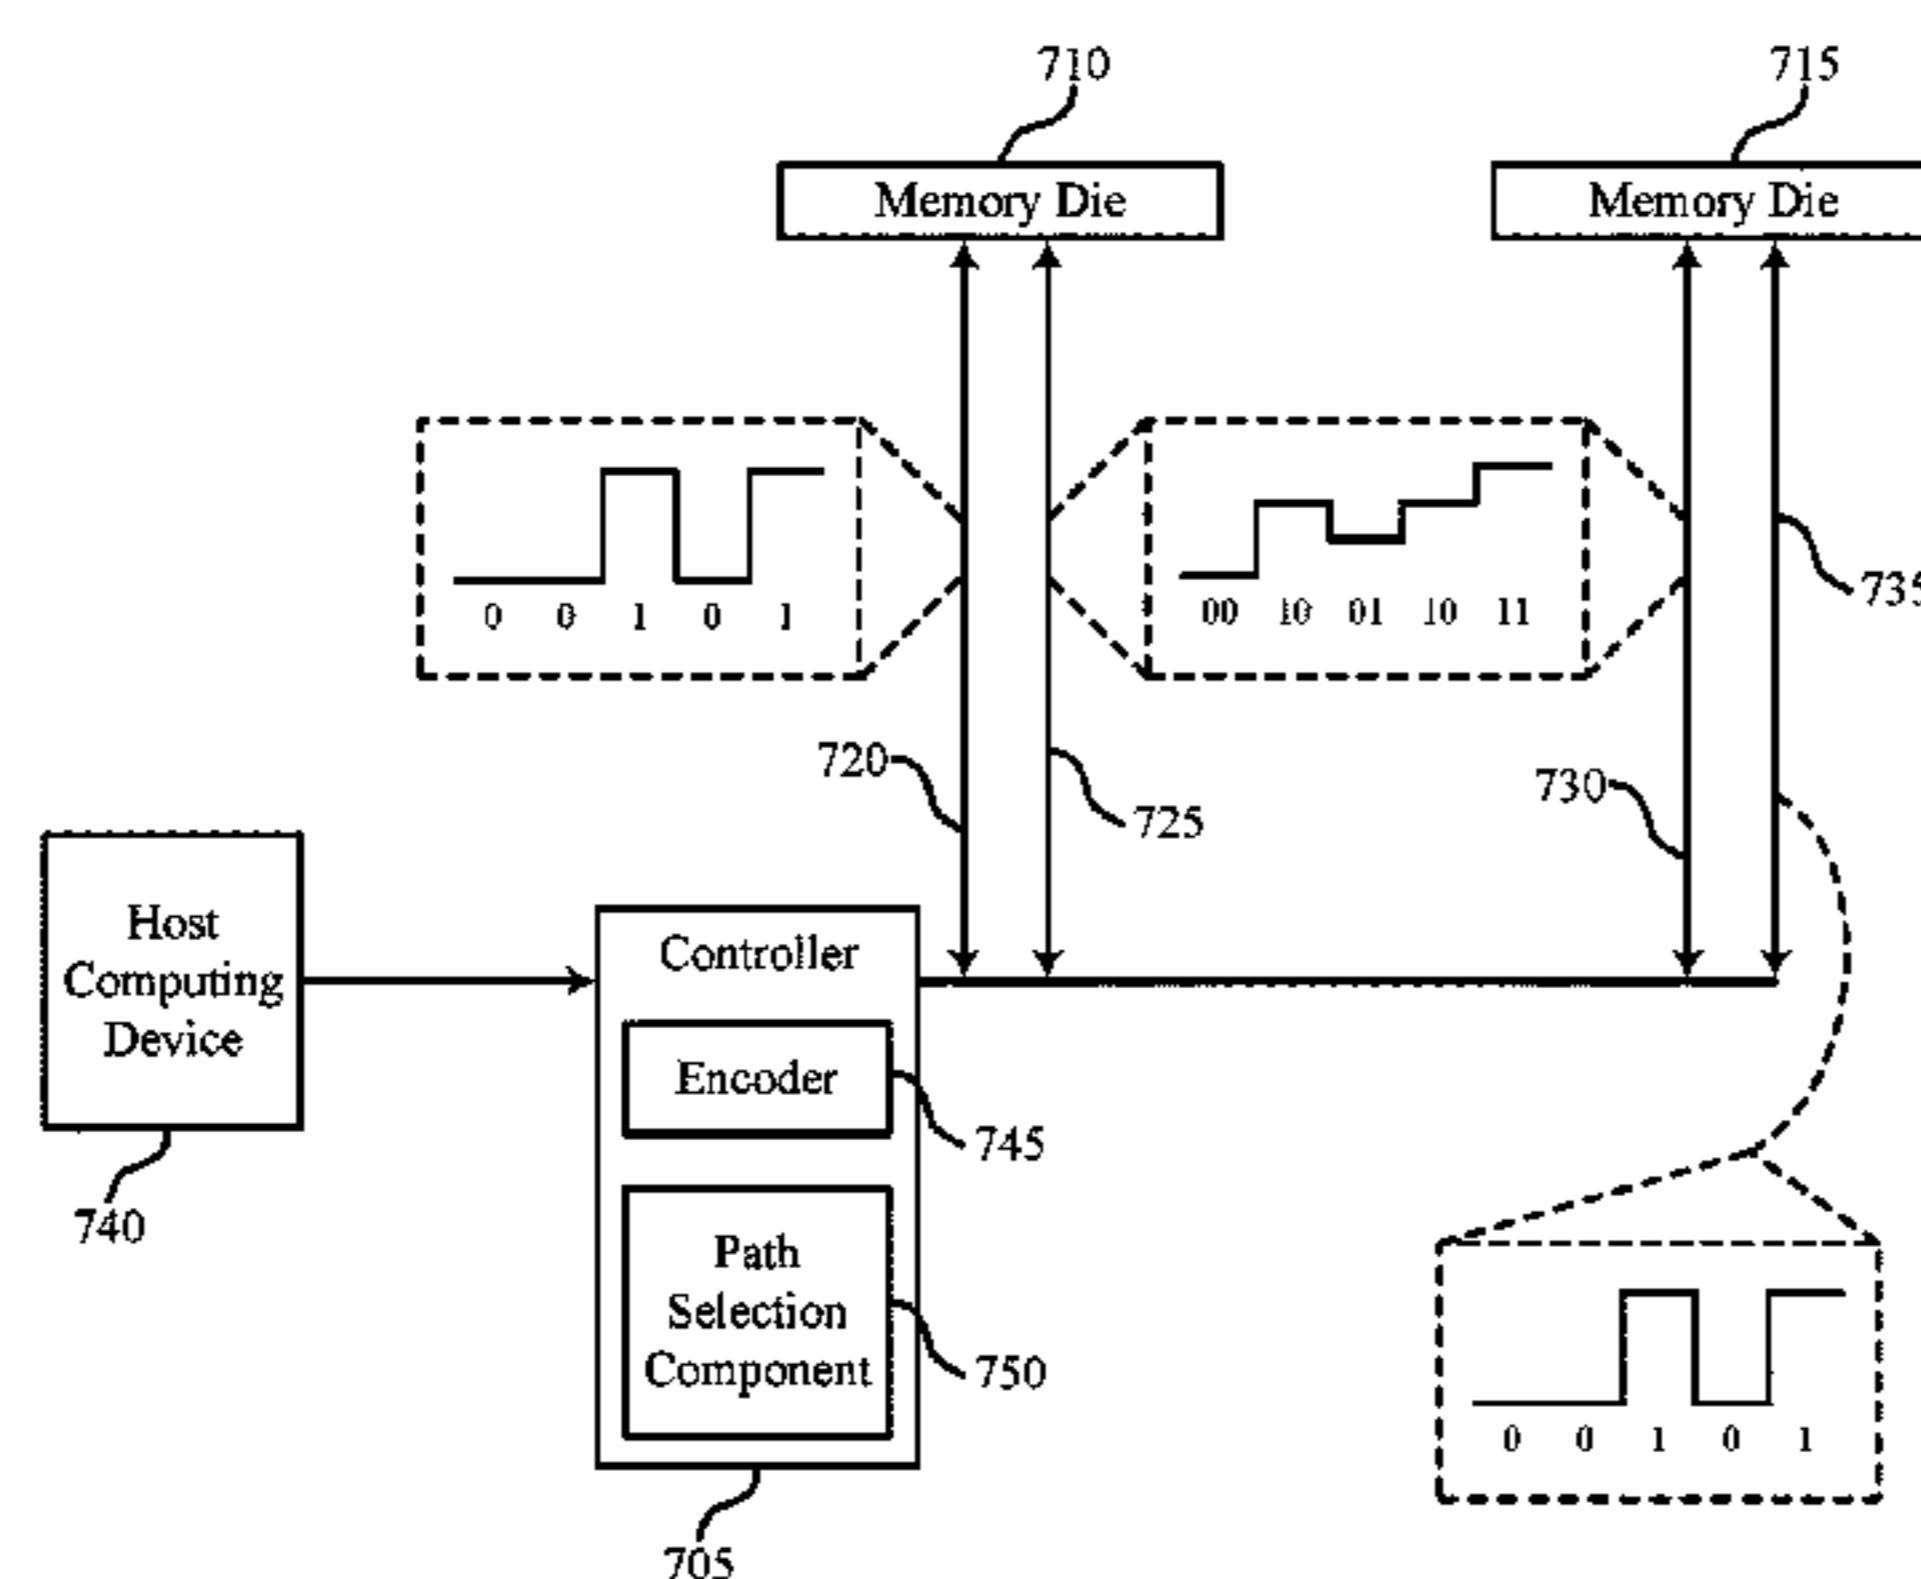 710
715
Memory Die
Memory Die
735
0 0 1 0 1
00 10 01 10 11
720
725
730
Host
Computing
Device
Controller
Encoder
745
740
Path
Selection
Component
750
0 0 1 0 1
705